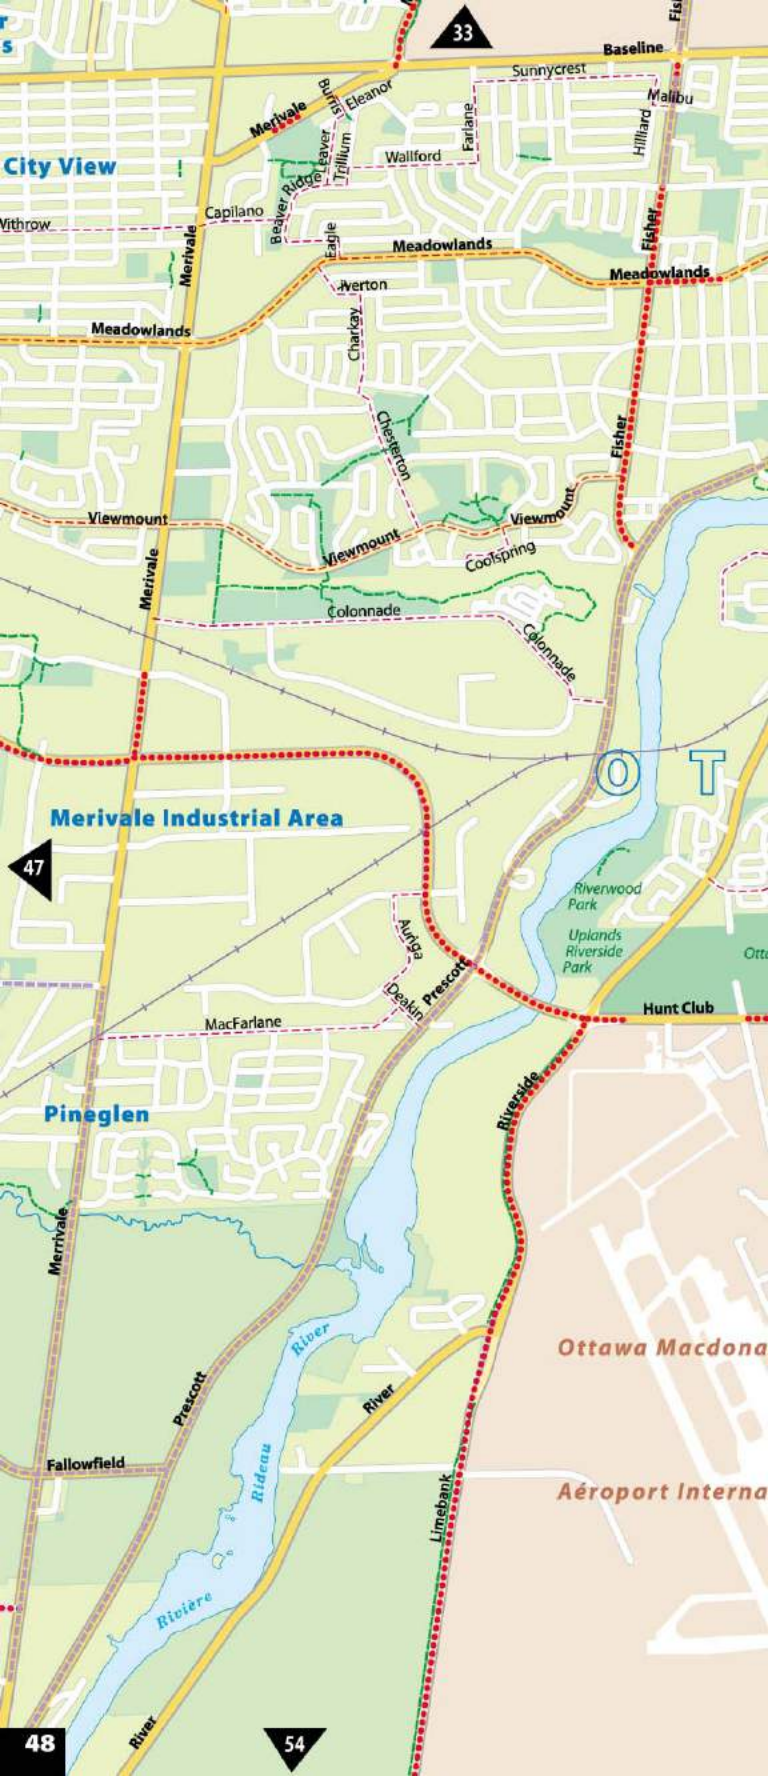 33
Fis
r
s
Baseline
Sunnycrest
Burris
Eleanor
Malibu
Merivale
Farlane
Hilliard
Leaver
Trillium
Wallford
City View
Beaver Ridge
Capilano
Withrow
Merivale
Eagle
Meadowlands
Fisher
Meadowlands
Iverton
Charkay
Meadowlands
Chesterton
Fisher
Viewmount
Viewmount
Viewmount
Coolspring
Merivale
Colonnade
Colonnade
O T
Merivale Industrial Area
47
Riverwood
Park
Auriga
Uplands
Riverside
Park
Otta
Prescott
Deakin
Hunt Club
MacFarlane
Riverside
Pineglen
Merrivale
River
Ottawa Macdona
Prescott
River
Fallowfield
Rideau
Limebank
Aéroport Interna
Rivière
River
48
54